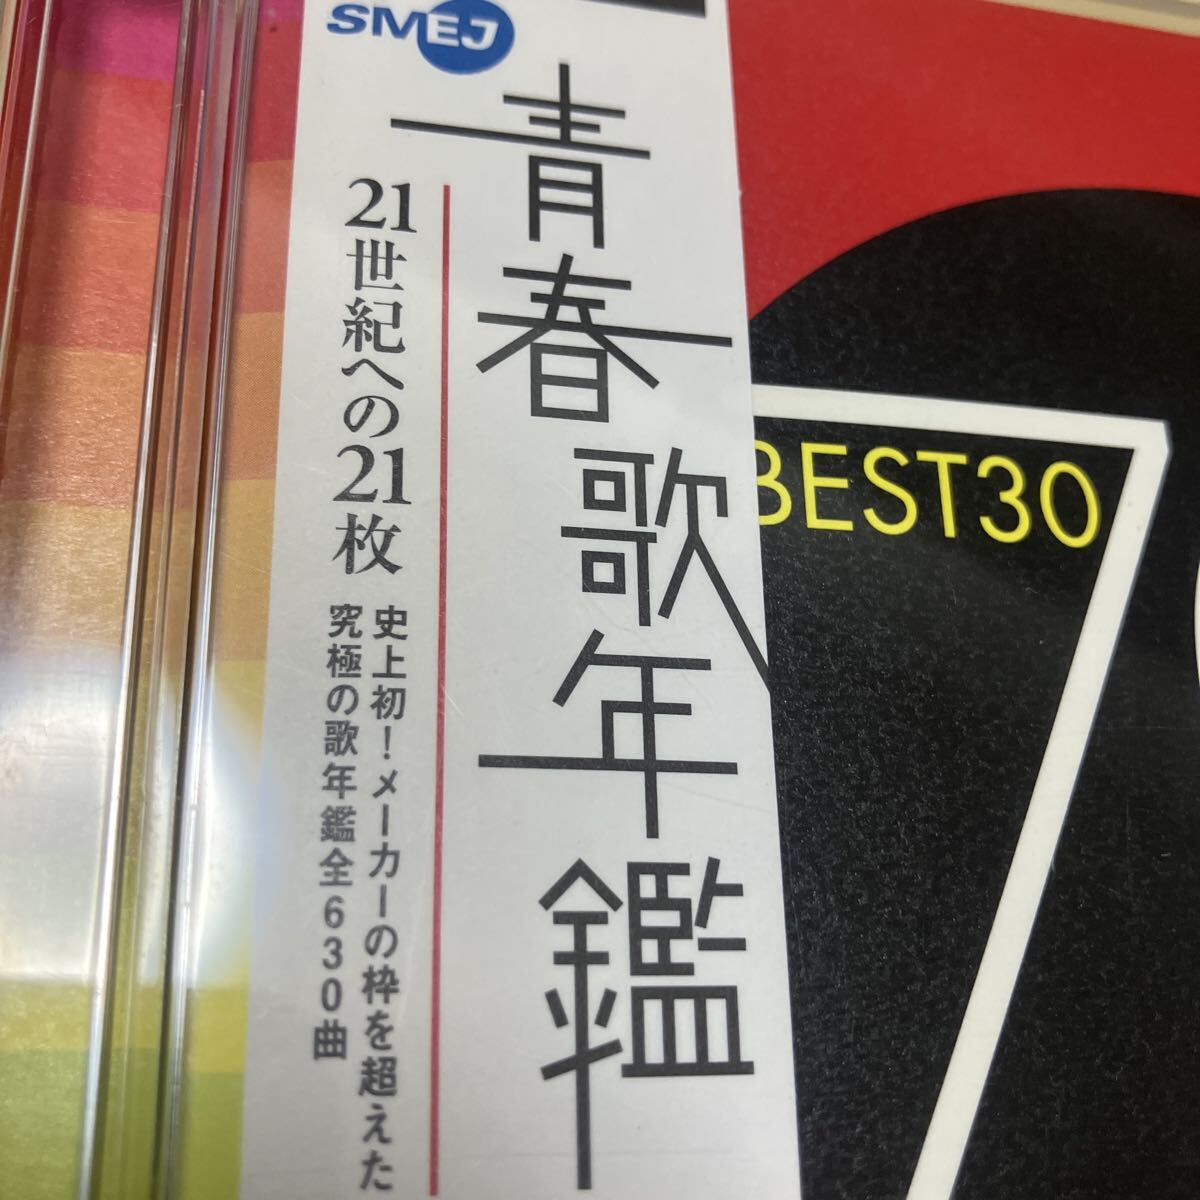 SMEJ
青春歌年鑑
21世紀への21枚
史上初！メーカーの枠を超えた
究極の歌年鑑全630曲
BEST30
7